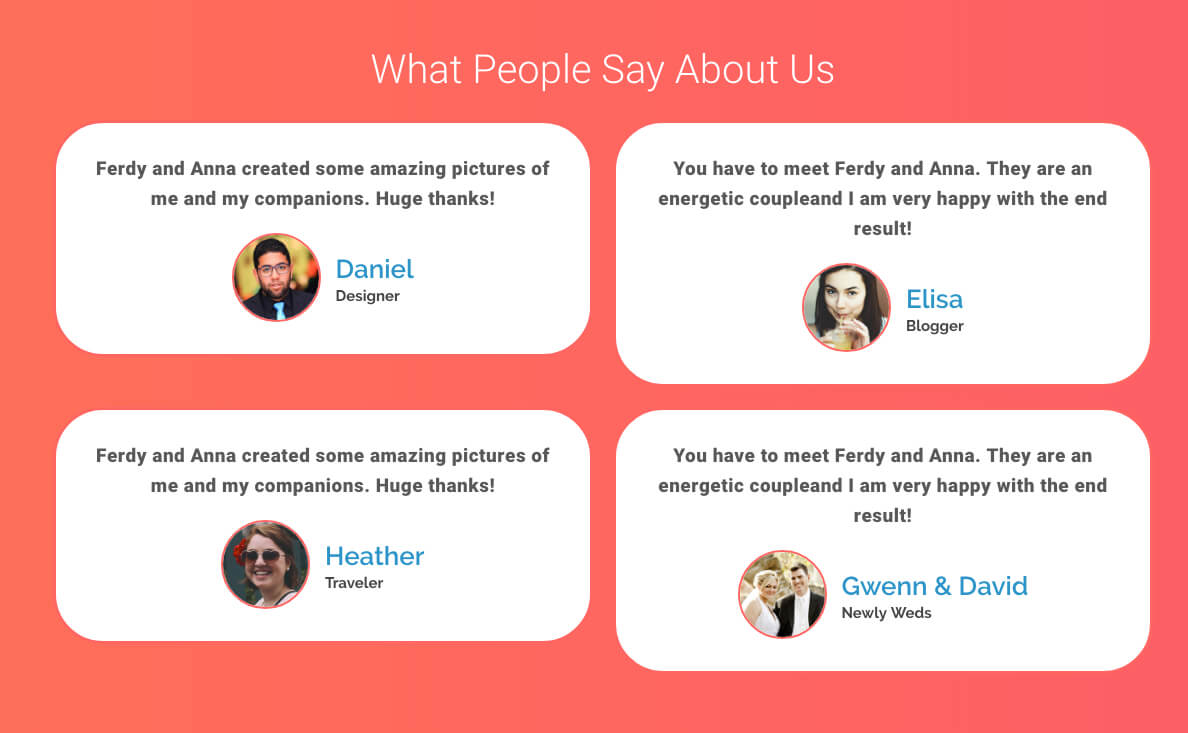 What People Say About Us
Ferdy and Anna created some amazing pictures of
me and my companions. Huge thanks!
Daniel
Designer
You have to meet Ferdy and Anna. They are an
energetic coupleand I am very happy with the end
result!
Elisa
Blogger
Ferdy and Anna created some amazing pictures of
me and my companions. Huge thanks!
Heather
Traveler
You have to meet Ferdy and Anna. They are an
energetic coupleand I am very happy with the end
result!
Gwenn & David
Newly Weds